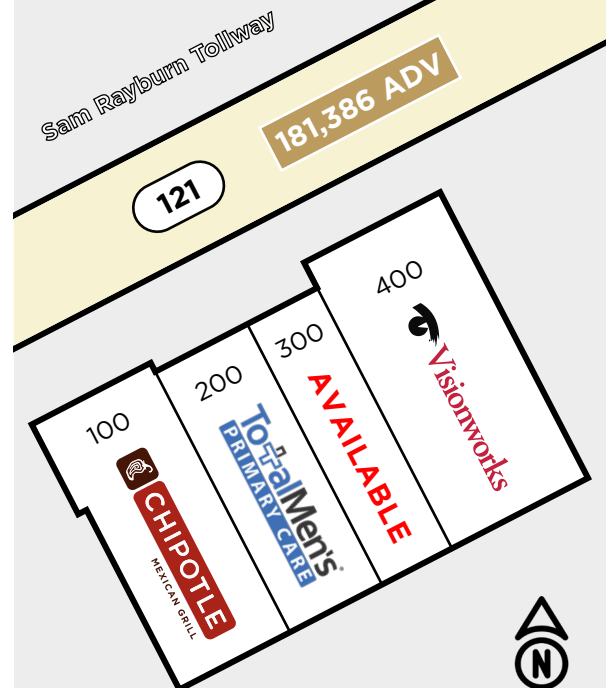 Sam Rayburn Tollway
181,386 ADV
121
400
Visionworks
300
AVAILABLE
200
TotalMen's
PRIMARY CARE
100
CHIPOTLE
MEXICAN GRILL
N